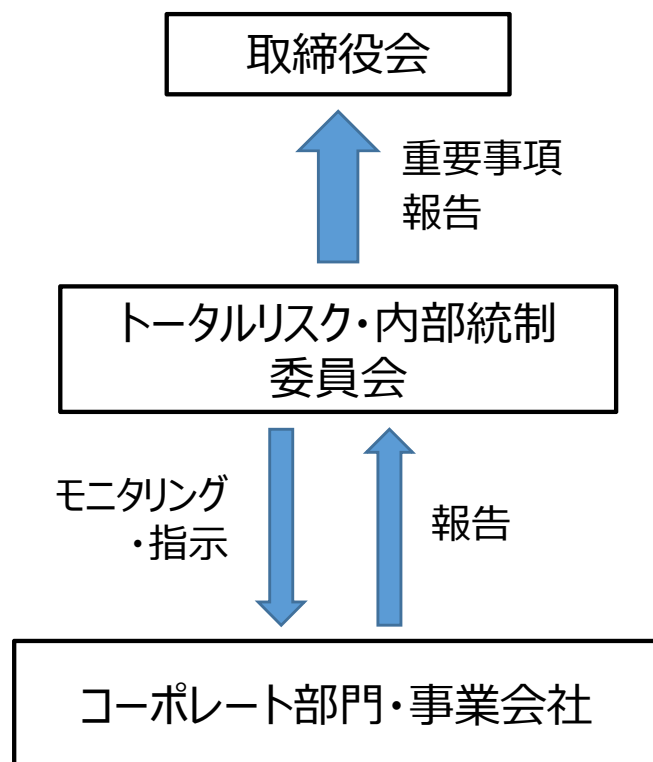 取締役会
重要事項
報告
トータルリスク・内部統制
委員会
モニタリング
・指示
報告
コーポレート部門・事業会社